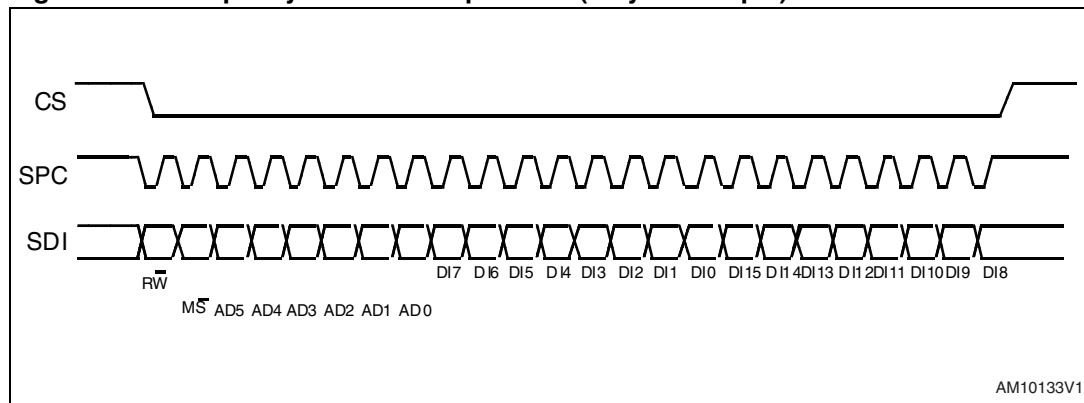 CS
SPC
SDI
RW DI7 DI6 DI5 DI4 DI3 DI2 DI1 DI0 DI15 DI14 DI13 DI12 DI11 DI10 DI9 DI8
MS AD5 AD4 AD3 AD2 AD1 AD0
AM10133V1